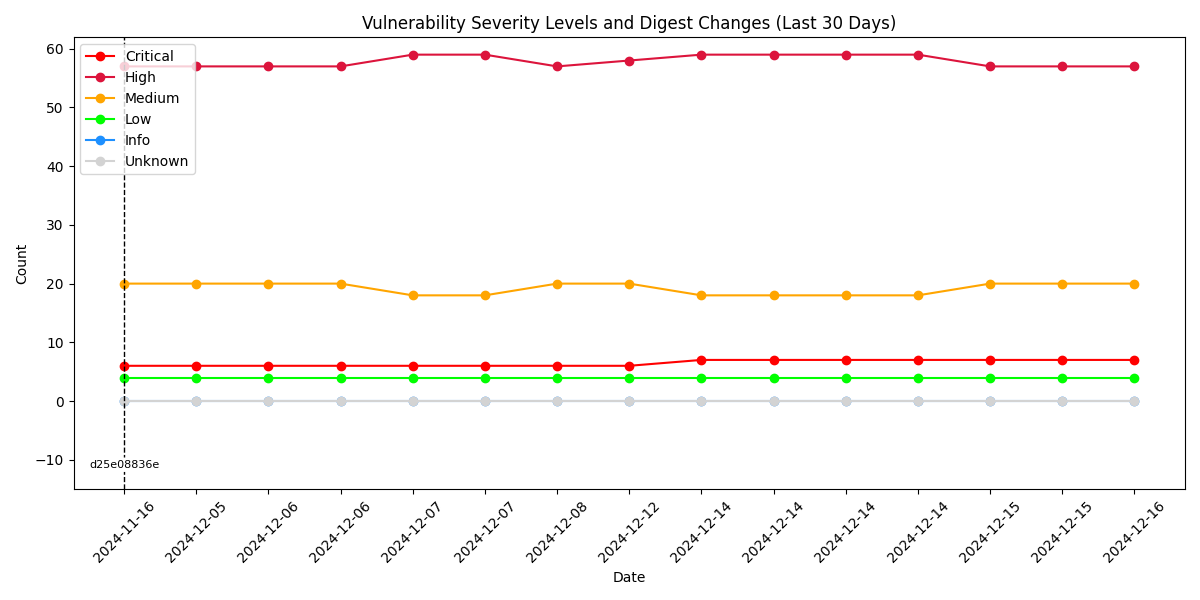 Vulnerability Severity Levels and Digest Changes (Last 30 Days)
Critical
High
Medium
Low
Info
Unknown
60
50
40
30
20
10
0
−10
Count
d25e08836e
2024-11-16
2024-12-05
2024-12-06
2024-12-06
2024-12-07
2024-12-07
2024-12-08
2024-12-12
2024-12-14
2024-12-14
2024-12-14
2024-12-14
2024-12-15
2024-12-15
2024-12-16
Date